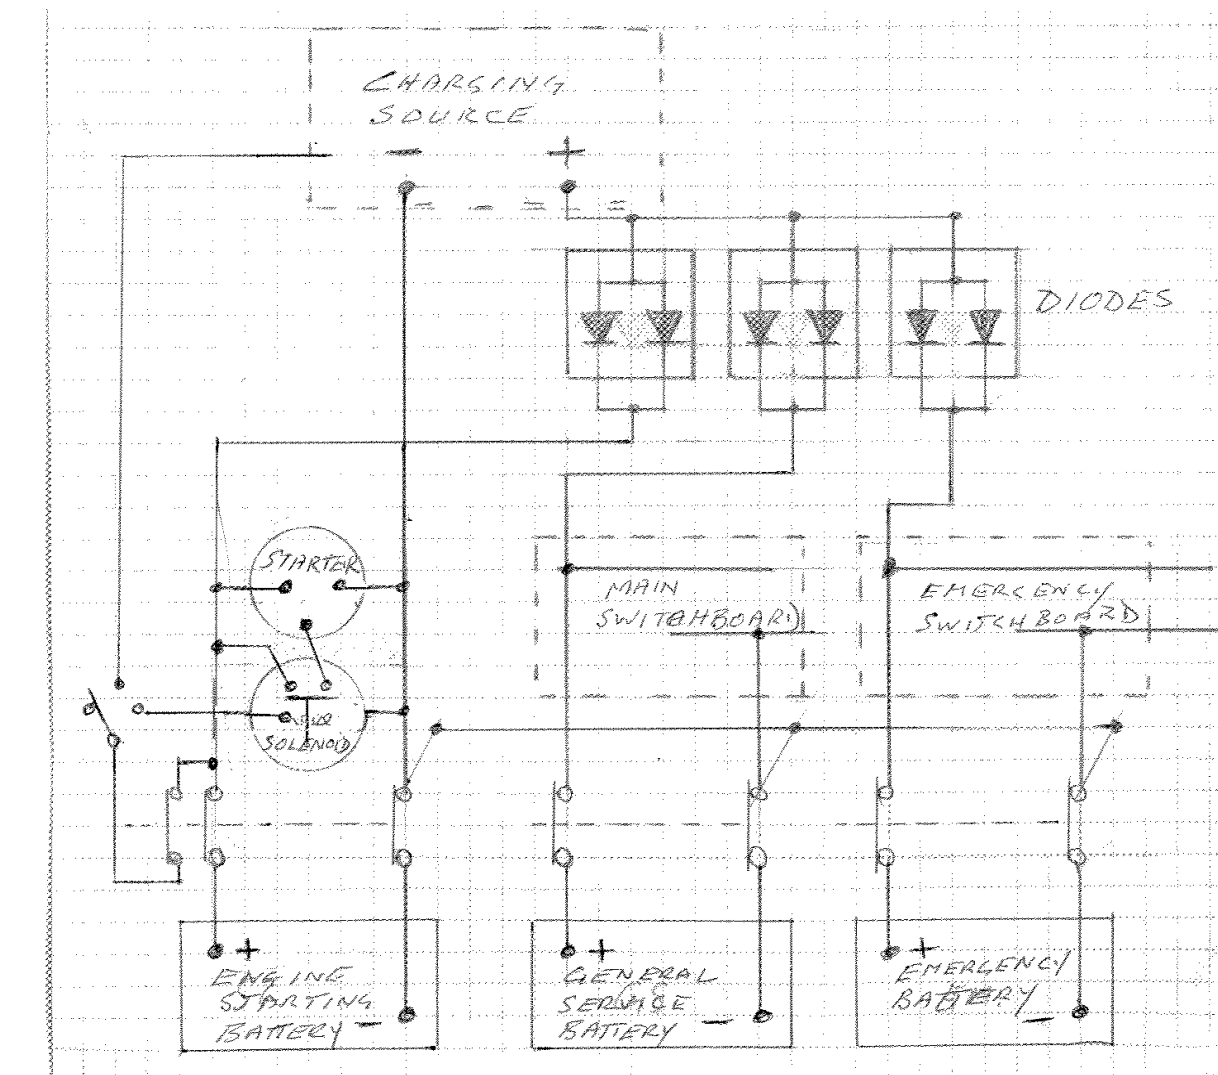 CHARGING
SOURCE
− +
DIODES
STARTER
MAIN
SWITCHBOARD
EMERGENCY
SWITCHBOARD
SOLENOID
+
ENGINE
STARTING
BATTERY −
+
GENERAL
SERVICE
BATTERY −
+
EMERGENCY
BATTERY
−